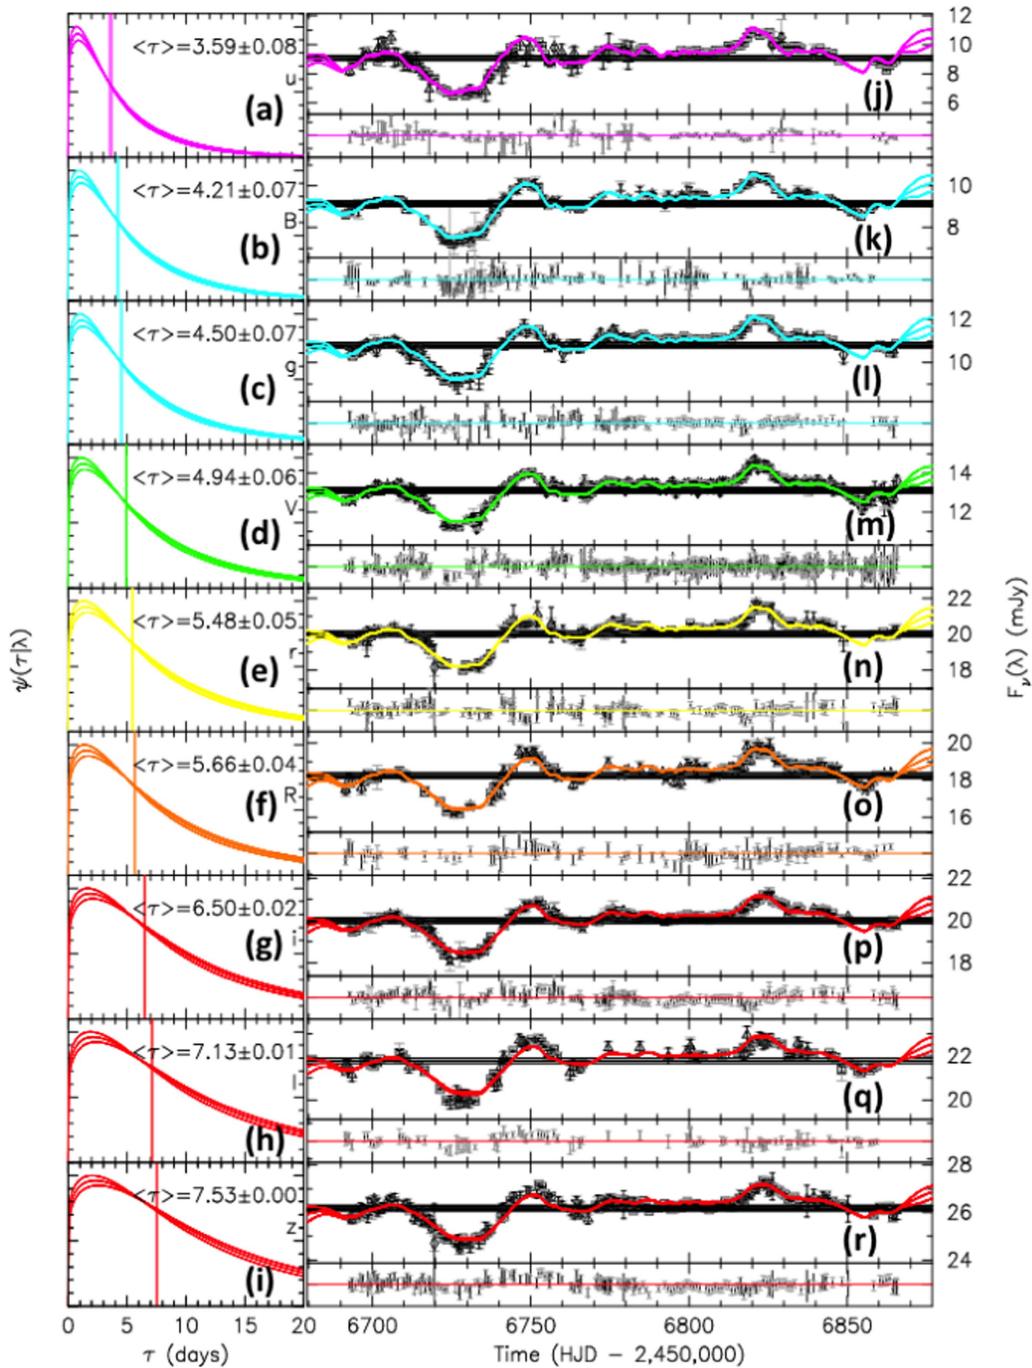 <τ>=3.59±0.08
u
(a)
12
10
8
6
(j)
<τ>=4.21±0.07
B
(b)
10
8
(k)
<τ>=4.50±0.07
g
(c)
12
10
(l)
<τ>=4.94±0.06
V
(d)
14
12
(m)
<τ>=5.48±0.05
r
(e)
22
20
18
(n)
<τ>=5.66±0.04
R
(f)
20
18
16
(o)
<τ>=6.50±0.02
i
(g)
22
20
18
(p)
<τ>=7.13±0.01
I
(h)
22
20
(q)
<τ>=7.53±0.00
z
(i)
28
26
24
(r)
ψ(τ|λ)
Fν(λ) (mJy)
0 5 10 15 20 6700 6750 6800 6850
τ (days) Time (HJD − 2,450,000)